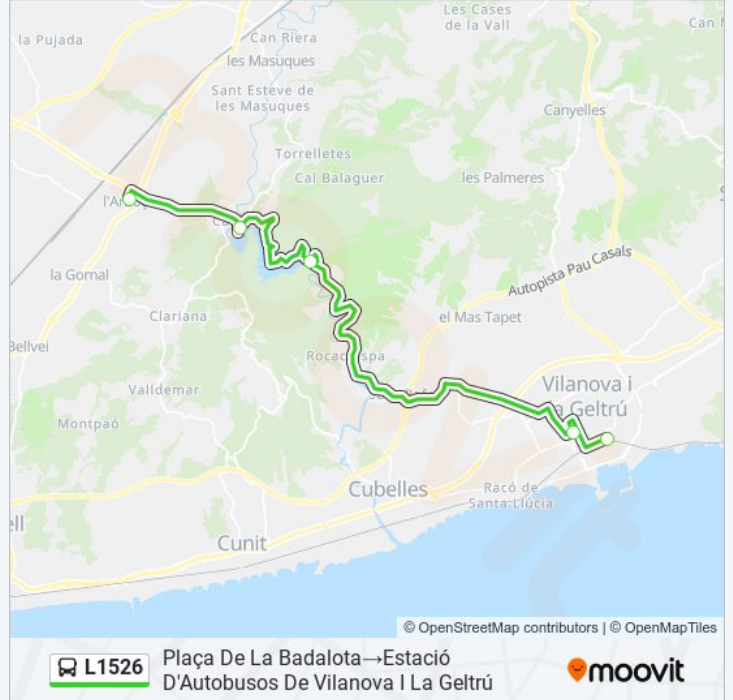 Les Cases
de la Vall
Can Riera
la Pujada
les Masuques
Sant Esteve de
les Masuques
Canyelles
Torrelletes
Cal Balaguer
les Palmeres
la Gornal
Autopista Pau Casals
Clariana
el Mas Tapet
Bellvei
Valldemar
Vilanova i
Geltrú
Montpaó
Cubelles
Racó de
Santa Llúcia
Cunit
© OpenStreetMap contributors | © OpenMapTiles
L1526
Plaça De La Badalota→Estació
D'Autobusos De Vilanova I La Geltrú
moovit